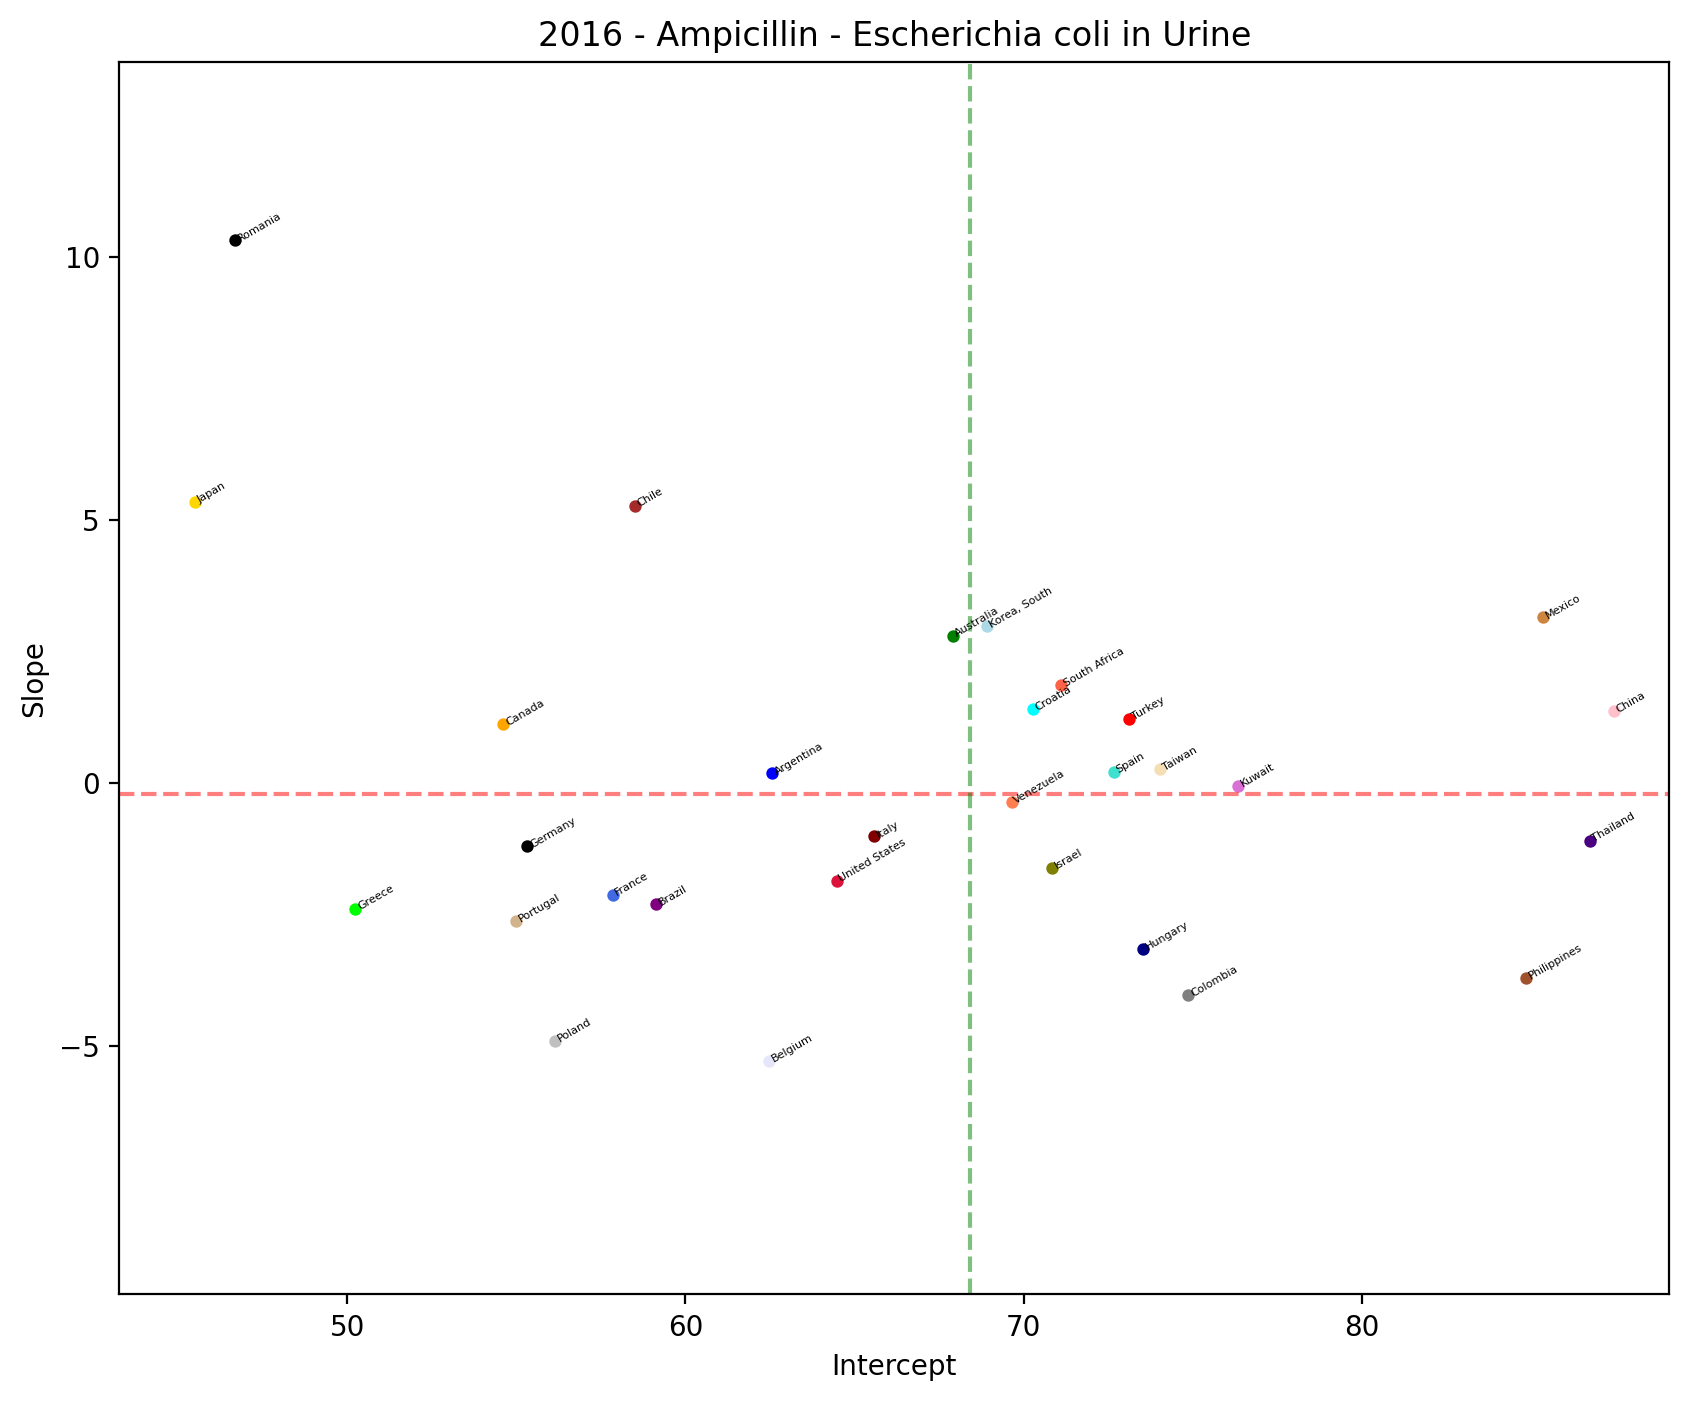 2016 - Ampicillin - Escherichia coli in Urine
Slope
10
5
0
−5
Romania
Japan
Chile
Mexico
Korea, South
Australia
South Africa
Croatia
Turkey
China
Canada
Argentina
Spain
Taiwan
Kuwait
Venezuela
Italy
Thailand
Germany
Israel
United States
France
Brazil
Greece
Portugal
Hungary
Philippines
Colombia
Poland
Belgium
50
60
70
80
Intercept